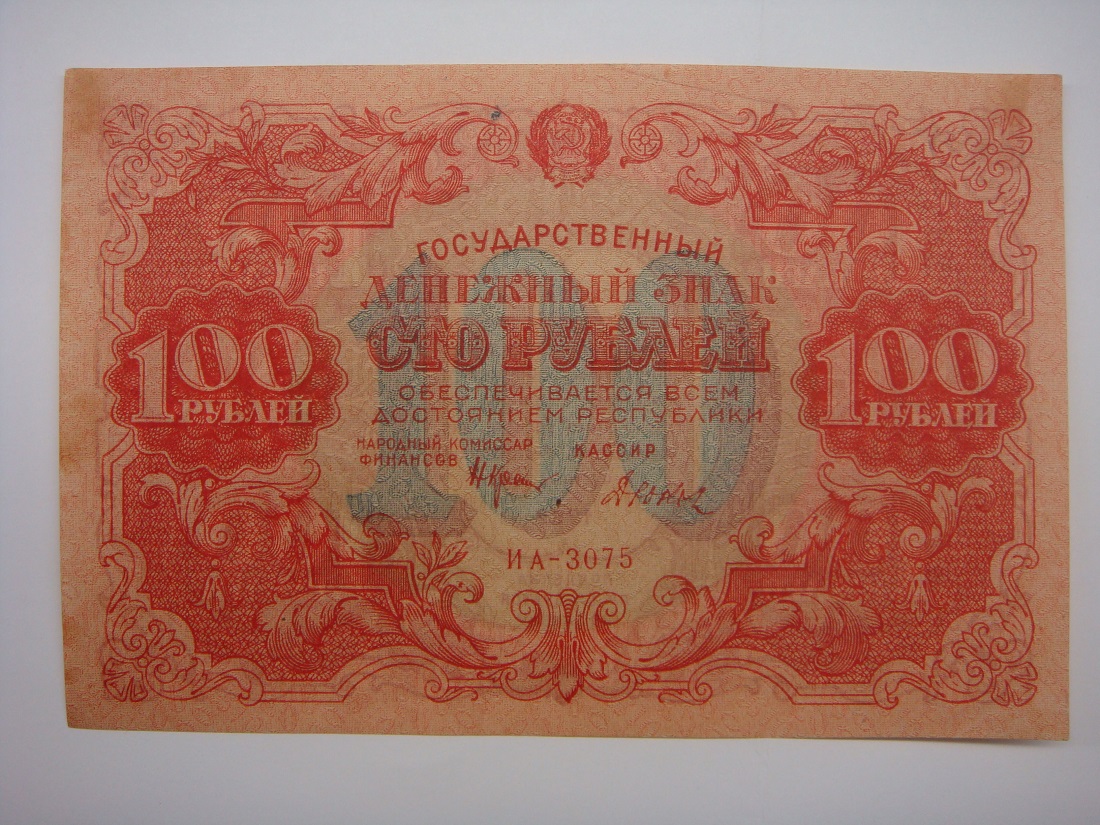 ГОСУДАРСТВЕННЫЙ
ДЕНЕЖНЫЙ ЗНАК
100
СТО РУБЛЕЙ
100
РУБЛЕЙ
100
РУБЛЕЙ
ОБЕСПЕЧИВАЕТСЯ ВСЕМ
ДОСТОЯНИЕМ РЕСПУБЛИКИ
НАРОДНЫЙ КОМИССАР
ФИНАНСОВ
КАССИР
ИА-3075